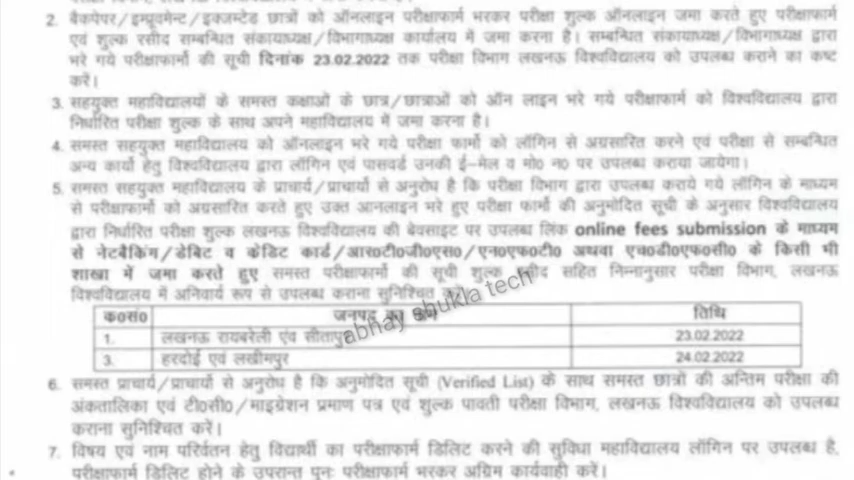 2. बैकपेपर/इम्प्रूवमेन्ट/इक्जम्टेड छात्रों को ऑनलाइन परीक्षाफार्म भरकर परीक्षा शुल्क ऑनलाइन जमा करते हुए परीक्षाफार्म
एवं शुल्क रसीद सम्बन्धित संकायाध्यक्ष/विभागाध्यक्ष कार्यालय में जमा करना है। सम्बन्धित संकायाध्यक्ष/विभागाध्यक्ष द्वारा
भरे गये परीक्षाफार्मों की सूची दिनांक 23.02.2022 तक परीक्षा विभाग लखनऊ विश्वविद्यालय को उपलब्ध कराने का कष्ट
करें।
3. सहयुक्त महाविद्यालयों के समस्त कक्षाओं के छात्र/छात्राओं को ऑन लाइन भरे गये परीक्षाफार्म को विश्वविद्यालय द्वारा
निर्धारित परीक्षा शुल्क के साथ अपने महाविद्यालय में जमा करना है।
4. समस्त सहयुक्त महाविद्यालय को ऑनलाइन भरे गये परीक्षा फार्मो को लॉगिन से अग्रसारित करने एवं परीक्षा से सम्बन्धित
अन्य कार्यो हेतु विश्वविद्यालय द्वारा लॉगिन एवं पासवर्ड उनकी ई-मेल व मो० न० पर उपलब्ध कराया जायेगा।
5. समस्त सहयुक्त महाविद्यालय के प्राचार्य/प्राचार्यो से अनुरोध है कि परीक्षा विभाग द्वारा उपलब्ध कराये गये लॉगिन के माध्यम
से परीक्षाफार्मो को अग्रसारित करते हुए उक्त आनलाइन भरे हुए परीक्षा फार्मो की अनुमोदित सूची के अनुसार विश्वविद्यालय
द्वारा निर्धारित परीक्षा शुल्क लखनऊ विश्वविद्यालय की बेवसाइट पर उपलब्ध लिंक online fees submission के माध्यम
से नेटबैकिंग/डेबिट व केडिट कार्ड/आर०टी०जी०एस०/एन०एफ०टी० अथवा एच०डी०एफ०सी० के किसी भी
शाखा में जमा करते हुए समस्त परीक्षाफार्मो की सूची शुल्क रसीद सहित निम्नानुसार परीक्षा विभाग, लखनऊ
विश्वविद्यालय में अनिवार्य रूप से उपलब्ध कराना सुनिश्चित करें
क०सं० जनपद का नाम तिथि
1. लखनऊ रायबरेली एंव सीतापुर 23.02.2022
3. हरदोई एवं लखीमपुर 24.02.2022
abhay shukla tech
6. समस्त प्राचार्य/प्राचार्यो से अनुरोध है कि अनुमोदित सूची (Verified List) के साथ समस्त छात्रों की अन्तिम परीक्षा की
अंकतालिका एवं टी०सी०/माइग्रेशन प्रमाण पत्र एवं शुल्क पावती परीक्षा विभाग, लखनऊ विश्वविद्यालय को उपलब्ध
कराना सुनिश्चित करें।
7. विषय एवं नाम परिर्वतन हेतु विद्यार्थी का परीक्षाफार्म डिलिट करने की सुविधा महाविद्यालय लॉगिन पर उपलब्ध है,
परीक्षाफार्म डिलिट होने के उपरान्त पुनः परीक्षाफार्म भरकर अग्रिम कार्यवाही करें।